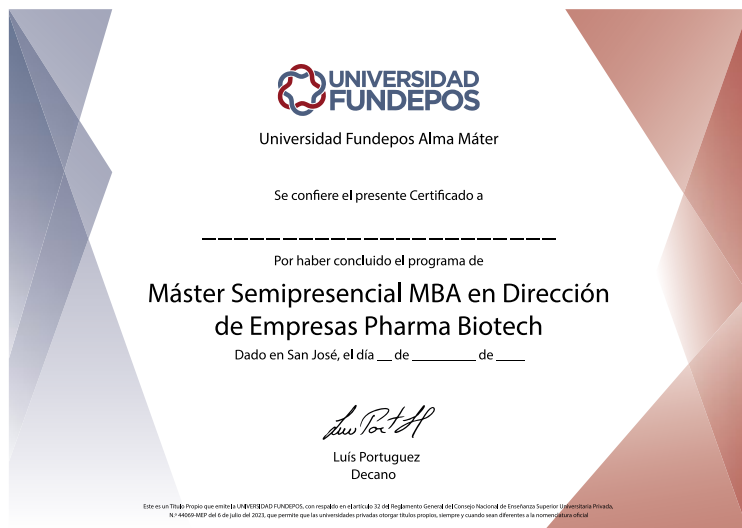 UNIVERSIDAD
FUNDEPOS
Universidad Fundepos Alma Máter
Se confiere el presente Certificado a
Por haber concluido el programa de
Máster Semipresencial MBA en Dirección
de Empresas Pharma Biotech
Dado en San José, el día __ de ________ de ____
Luís Portuguez
Decano
Este es un Título Propio que emite la UNIVERSIDAD FUNDEPOS, con respaldo en el artículo 32 del Reglamento General del Consejo Nacional de Enseñanza Superior Universitaria Privada,
N.º 44069-MEP del 6 de julio del 2023, que permite que las universidades privadas otorgar títulos propios, siempre y cuando sean diferentes a la nomenclatura oficial